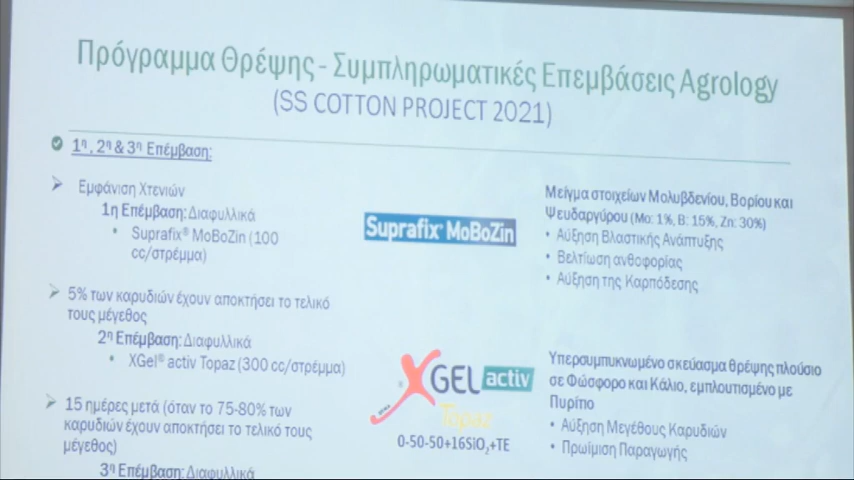 Πρόγραμμα Θρέψης - Συμπληρωματικές Επεμβάσεις Agrology
(SS COTTON PROJECT 2021)
1η , 2η & 3η Επέμβαση:
Εμφάνιση Χτενιών
1η Επέμβαση: Διαφυλλικά
Suprafix® MoBoZin (100
cc/στρέμμα)
5% των καρυδιών έχουν αποκτήσει το τελικό
τους μέγεθος
2η Επέμβαση: Διαφυλλικά
XGel® activ Topaz (300 cc/στρέμμα)
15 ημέρες μετά (όταν το 75-80% των
καρυδιών έχουν αποκτήσει το τελικό τους
μέγεθος)
3η Επέμβαση: Διαφυλλικά
Suprafix® MoBoZin
XGEL activ
Topaz
0-50-50+16SiO₂+TE
Μείγμα στοιχείων Μολυβδενίου, Βορίου και
Ψευδαργύρου (Mo: 1%, B: 15%, Zn: 30%)
Αύξηση Βλαστικής Ανάπτυξης
Βελτίωση ανθοφορίας
Αύξηση της Καρπόδεσης
Υπερσυμπυκνωμένο σκεύασμα θρέψης πλούσιο
σε Φώσφορο και Κάλιο, εμπλουτισμένο με
Πυρίτιο
Αύξηση Μεγέθους Καρυδιών
Πρωίμιση Παραγωγής